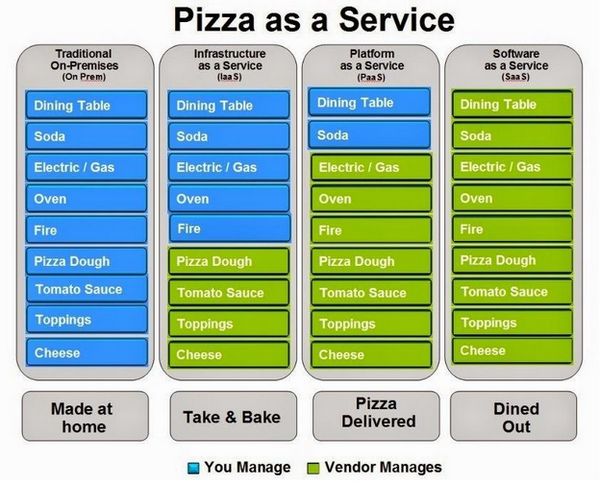 Pizza as a Service
Traditional
On-Premises
(On Prem)
Dining Table
Soda
Electric / Gas
Oven
Fire
Pizza Dough
Tomato Sauce
Toppings
Cheese
Made at
home
Infrastructure
as a Service
(IaaS)
Dining Table
Soda
Electric / Gas
Oven
Fire
Pizza Dough
Tomato Sauce
Toppings
Cheese
Take & Bake
Platform
as a Service
(PaaS)
Dining Table
Soda
Electric / Gas
Oven
Fire
Pizza Dough
Tomato Sauce
Toppings
Cheese
Pizza
Delivered
Software
as a Service
(SaaS)
Dining Table
Soda
Electric / Gas
Oven
Fire
Pizza Dough
Tomato Sauce
Toppings
Cheese
Dined
Out
You Manage
Vendor Manages